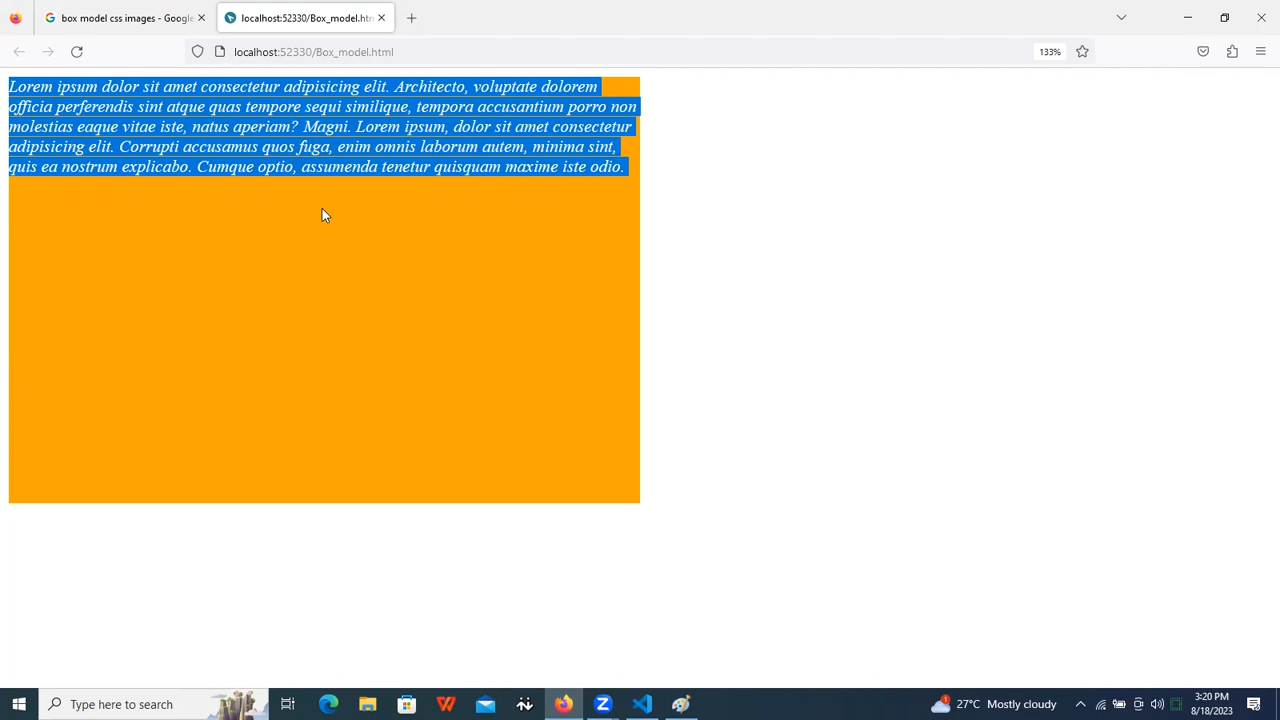 box model css images - Google
localhost:52330/Box_model.htm
localhost:52330/Box_model.html
133%
Lorem ipsum dolor sit amet consectetur adipisicing elit. Architecto, voluptate dolorem
officia perferendis sint atque quas tempore sequi similique, tempora accusantium porro non
molestias eaque vitae iste, natus aperiam? Magni. Lorem ipsum, dolor sit amet consectetur
adipisicing elit. Corrupti accusamus quos fuga, enim omnis laborum autem, minima sint,
quis ea nostrum explicabo. Cumque optio, assumenda tenetur quisquam maxime iste odio.
Type here to search
27°C Mostly cloudy
3:20 PM
8/18/2023